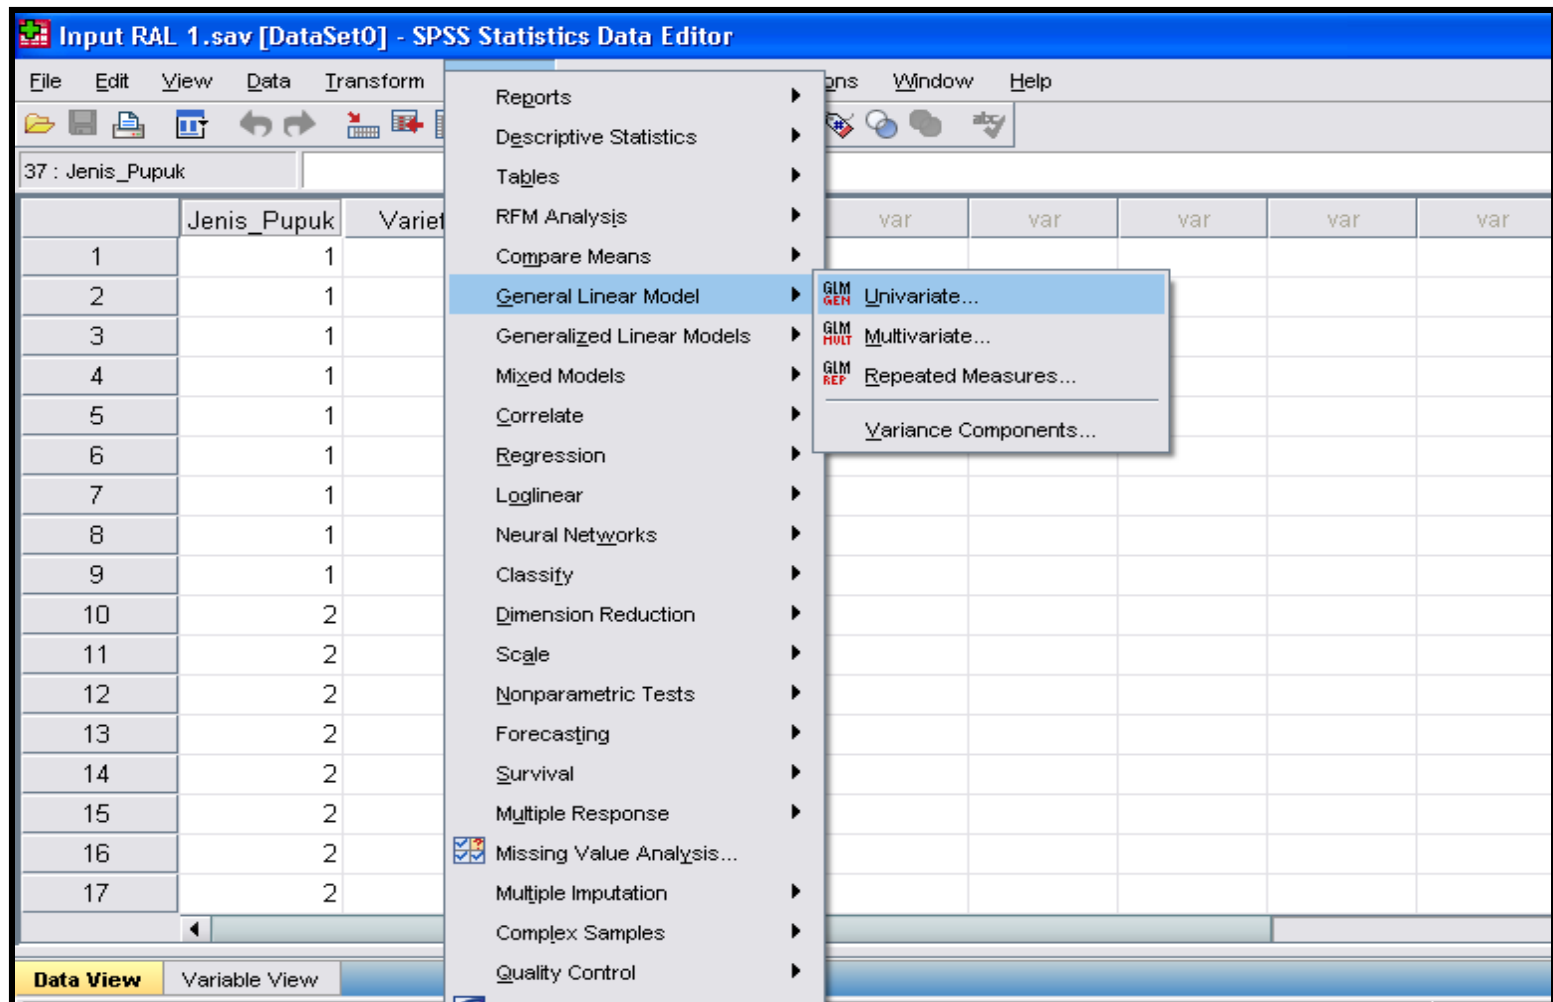 Input RAL 1.sav [DataSet0] - SPSS Statistics Data Editor
File Edit View Data Transform ons Window Help
37 : Jenis_Pupuk
Jenis_Pupuk Variet var var var var var
1 1
2 1
3 1
4 1
5 1
6 1
7 1
8 1
9 1
10 2
11 2
12 2
13 2
14 2
15 2
16 2
17 2
Reports
Descriptive Statistics
Tables
RFM Analysis
Compare Means
General Linear Model
Generalized Linear Models
Mixed Models
Correlate
Regression
Loglinear
Neural Networks
Classify
Dimension Reduction
Scale
Nonparametric Tests
Forecasting
Survival
Multiple Response
Missing Value Analysis...
Multiple Imputation
Complex Samples
Quality Control
GLM GEN Univariate...
GLM MULT Multivariate...
GLM REP Repeated Measures...
Variance Components...
Data View Variable View